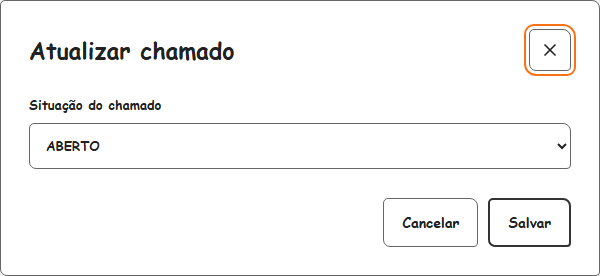 Atualizar chamado
Situação do chamado
ABERTO
Cancelar
Salvar